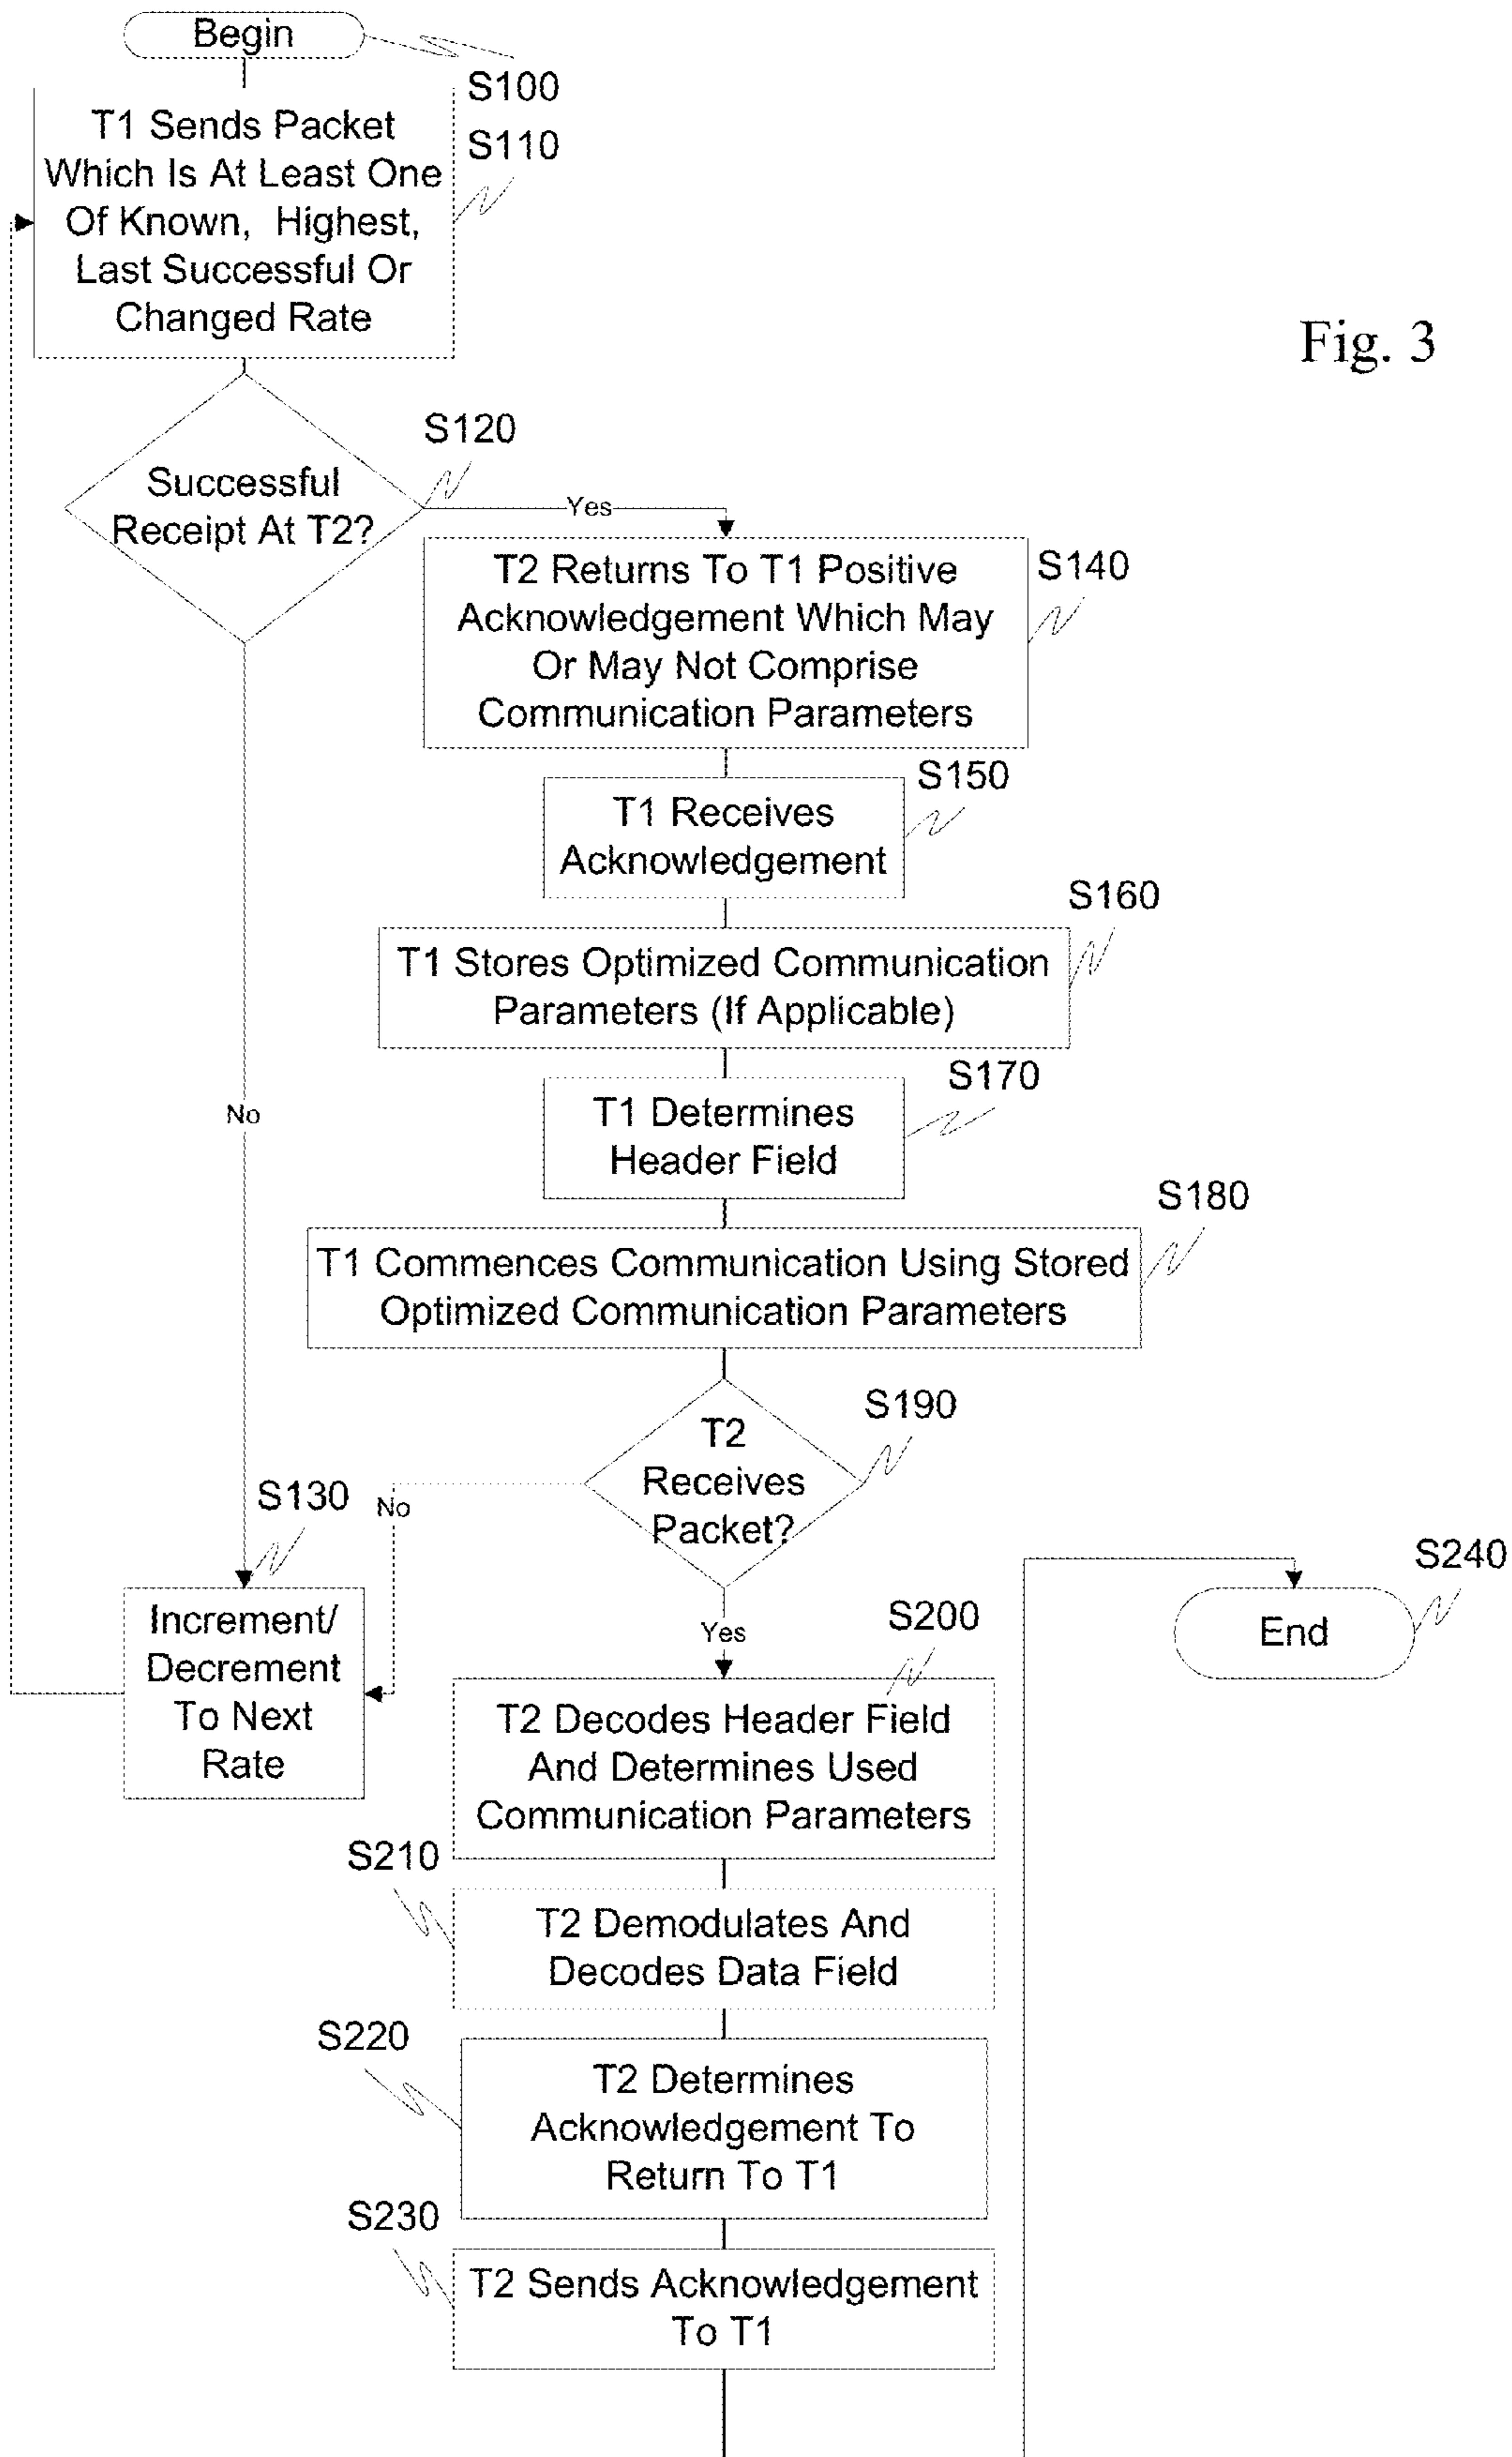 Begin
S100
T1 Sends Packet
Which Is At Least One
Of Known, Highest,
Last Successful Or
Changed Rate
S110
Fig. 3
Successful
Receipt At T2?
S120
Yes
T2 Returns To T1 Positive
Acknowledgement Which May
Or May Not Comprise
Communication Parameters
S140
T1 Receives
Acknowledgement
S150
T1 Stores Optimized Communication
Parameters (If Applicable)
S160
T1 Determines
Header Field
S170
No
T1 Commences Communication Using Stored
Optimized Communication Parameters
S180
T2
Receives
Packet?
S190
No
S130
Increment/
Decrement
To Next
Rate
Yes
S240
End
S200
T2 Decodes Header Field
And Determines Used
Communication Parameters
S210
T2 Demodulates And
Decodes Data Field
S220
T2 Determines
Acknowledgement To
Return To T1
S230
T2 Sends Acknowledgement
To T1